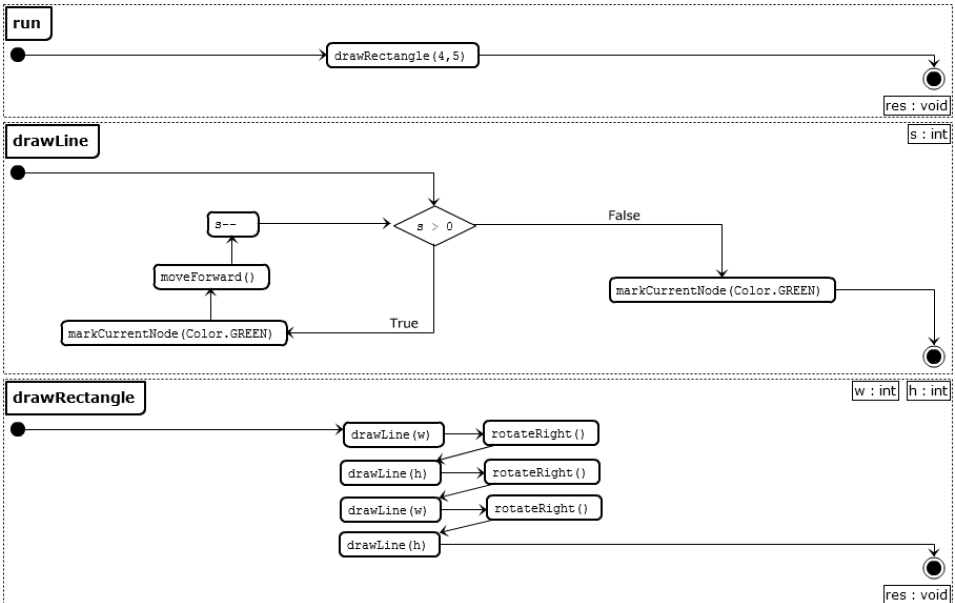 run
drawRectangle(4,5)
res : void
drawLine
s : int
s--
s > 0
False
moveForward()
markCurrentNode(Color.GREEN)
True
markCurrentNode(Color.GREEN)
drawRectangle
w : int
h : int
drawLine(w)
rotateRight()
drawLine(h)
rotateRight()
drawLine(w)
rotateRight()
drawLine(h)
res : void